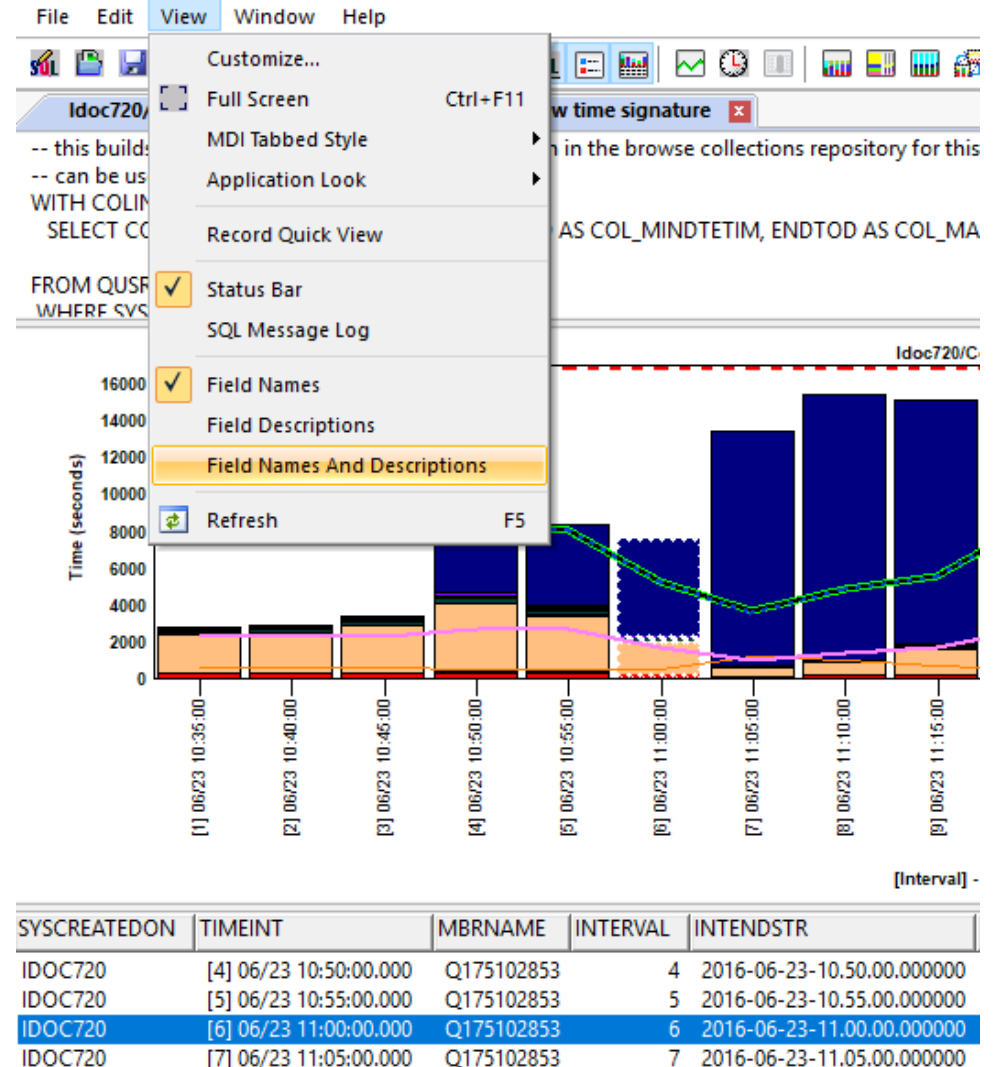 File Edit View Window Help
SQL
Idoc720/
w time signature
-- this builds
n in the browse collections repository for this
-- can be us
WITH COLIN
SELECT CO
AS COL_MINDTETIM, ENDTOD AS COL_MA
FROM QUSR
WHERE SYS
Customize...
Full Screen Ctrl+F11
MDI Tabbed Style
Application Look
Record Quick View
Status Bar
SQL Message Log
Field Names
Field Descriptions
Field Names And Descriptions
Refresh F5
Idoc720/C
Time (seconds)
16000
14000
12000
10000
8000
6000
4000
2000
0
[1] 06/23 10:35:00
[2] 06/23 10:40:00
[3] 06/23 10:45:00
[4] 06/23 10:50:00
[5] 06/23 10:55:00
[6] 06/23 11:00:00
[7] 06/23 11:05:00
[8] 06/23 11:10:00
[9] 06/23 11:15:00
[Interval] -
SYSCREATEDON TIMEINT MBRNAME INTERVAL INTENDSTR
IDOC720 [4] 06/23 10:50:00.000 Q175102853 4 2016-06-23-10.50.00.000000
IDOC720 [5] 06/23 10:55:00.000 Q175102853 5 2016-06-23-10.55.00.000000
IDOC720 [6] 06/23 11:00:00.000 Q175102853 6 2016-06-23-11.00.00.000000
IDOC720 [7] 06/23 11:05:00.000 Q175102853 7 2016-06-23-11.05.00.000000